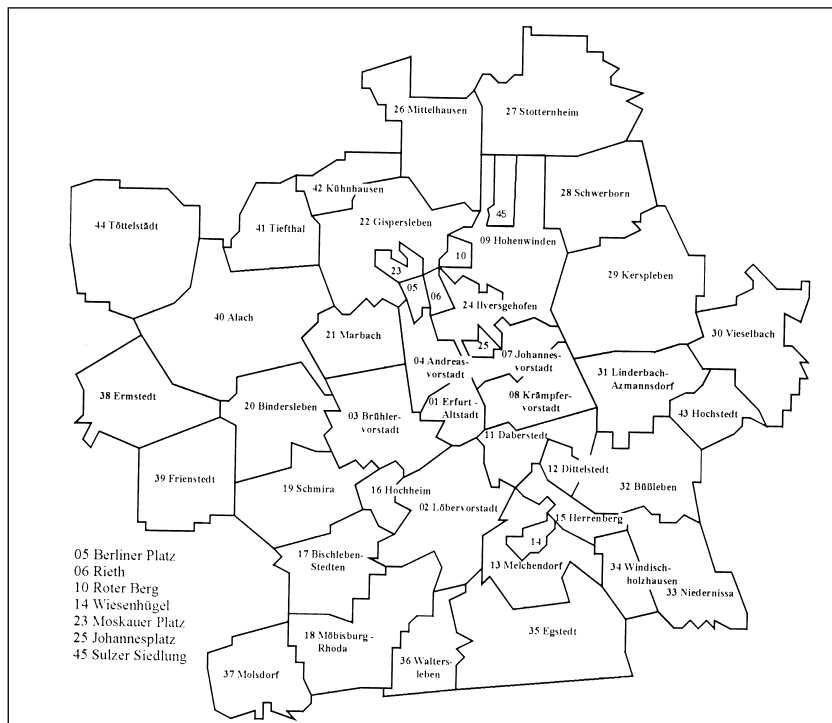 26 Mittelhausen
27 Stotternheim
42 Kühnhausen
28 Schwerborn
44 Töttelstädt
41 Tiefthal
22 Gispersleben
45
09 Hohenwinden
10
23
05
06
29 Kerspleben
24 Ilversgehofen
40 Alach
21 Marbach
25
07 Johannes-
vorstadt
30 Vieselbach
04 Andreas-
vorstadt
31 Linderbach-
Azmannsdorf
38 Ermstedt
20 Bindersleben
01 Erfurt -
Altstadt
08 Krämpfer-
vorstadt
03 Brühler-
vorstadt
43 Hochstedt
11 Daberstedt
39 Frienstedt
12 Dittelstedt
19 Schmira
16 Hochheim
32 Büßleben
02 Löbervorstadt
15 Herrenberg
14
17 Bischleben-
Stedten
13 Melchendorf
34 Windisch-
holzhausen
33 Niedernissa
05 Berliner Platz
06 Rieth
10 Roter Berg
14 Wiesenhügel
23 Moskauer Platz
25 Johannesplatz
45 Sulzer Siedlung
18 Möbisburg-
Rhoda
35 Egstedt
36 Walters-
leben
37 Molsdorf